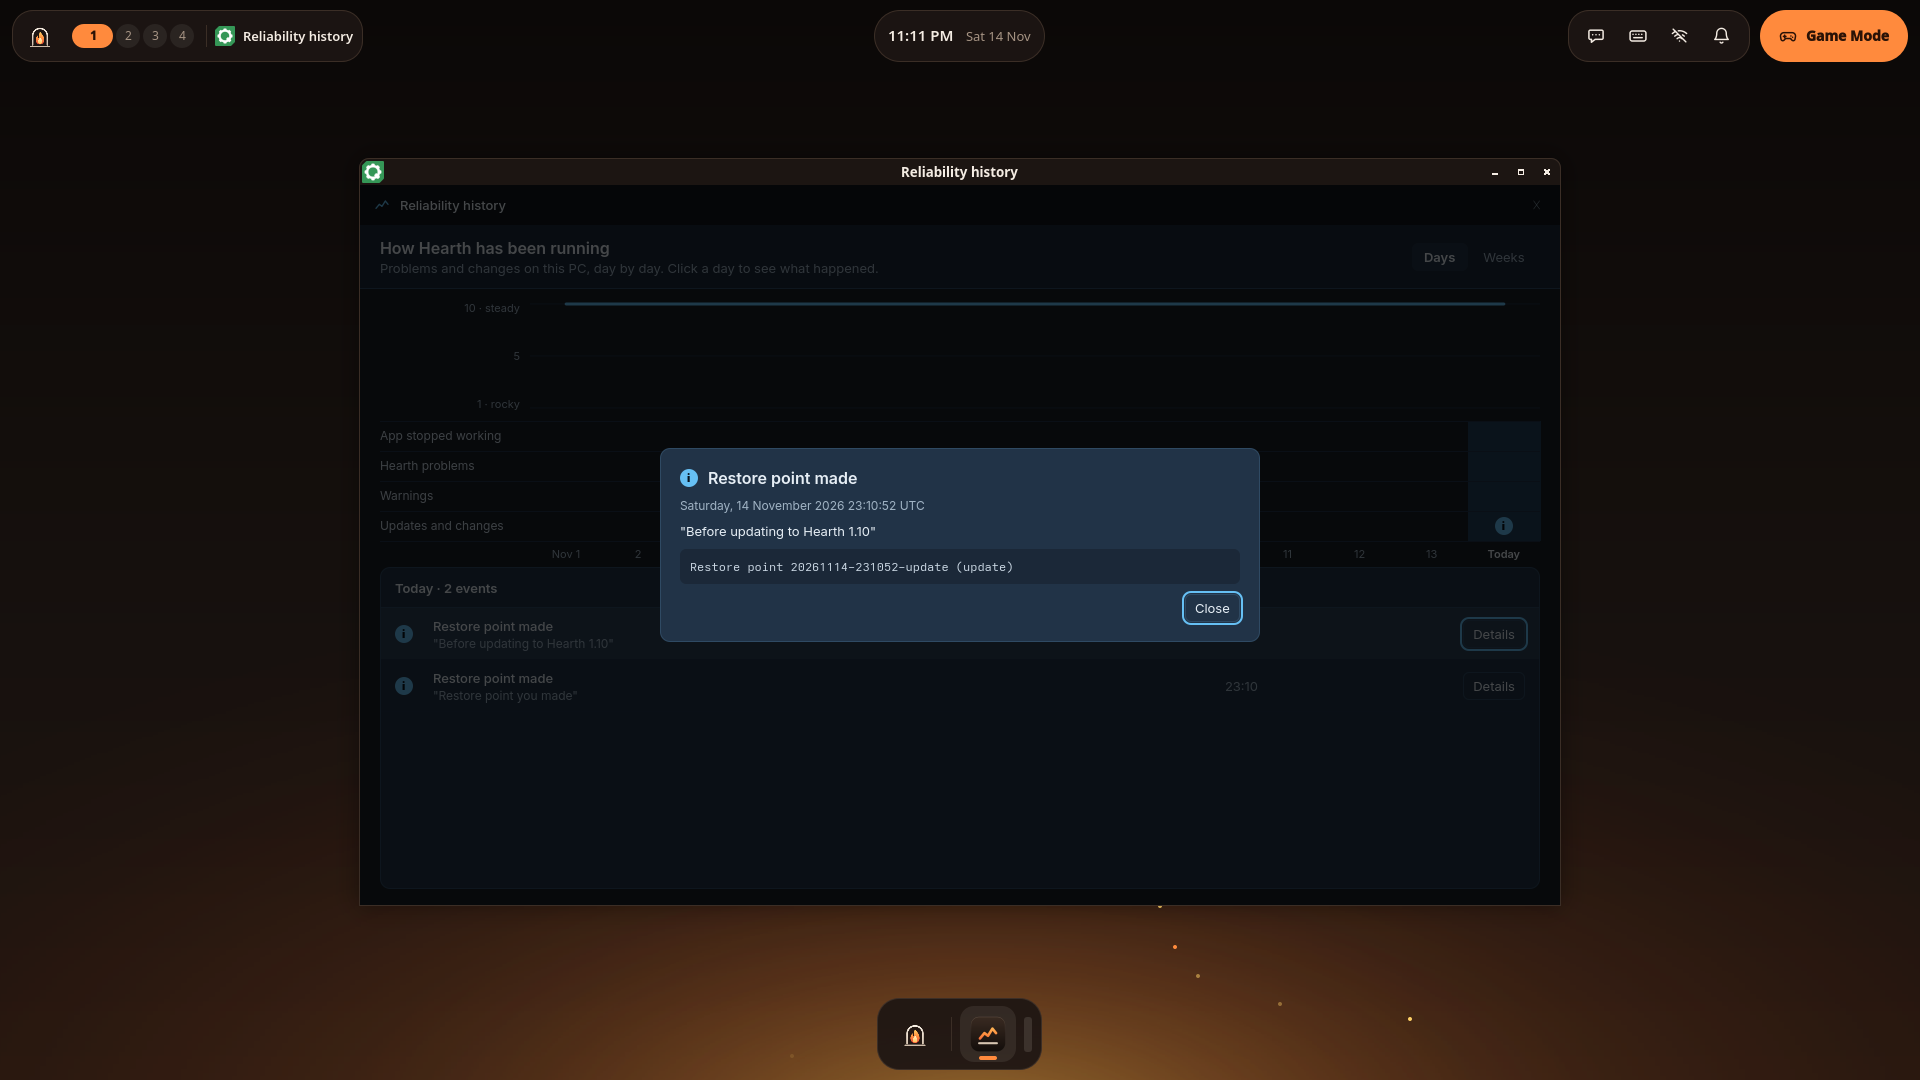 1 2 3 4 Reliability history
11:11 PM Sat 14 Nov
Game Mode
Reliability history
Reliability history X
How Hearth has been running
Problems and changes on this PC, day by day. Click a day to see what happened.
Days Weeks
10 · steady
5
1 · rocky
App stopped working
Hearth problems
Warnings
Updates and changes
Nov 1 2 11 12 13 Today
Restore point made
Saturday, 14 November 2026 23:10:52 UTC
"Before updating to Hearth 1.10"
Restore point 20261114-231052-update (update)
Close
Today · 2 events
Restore point made
"Before updating to Hearth 1.10"
Details
Restore point made
"Restore point you made"
23:10
Details